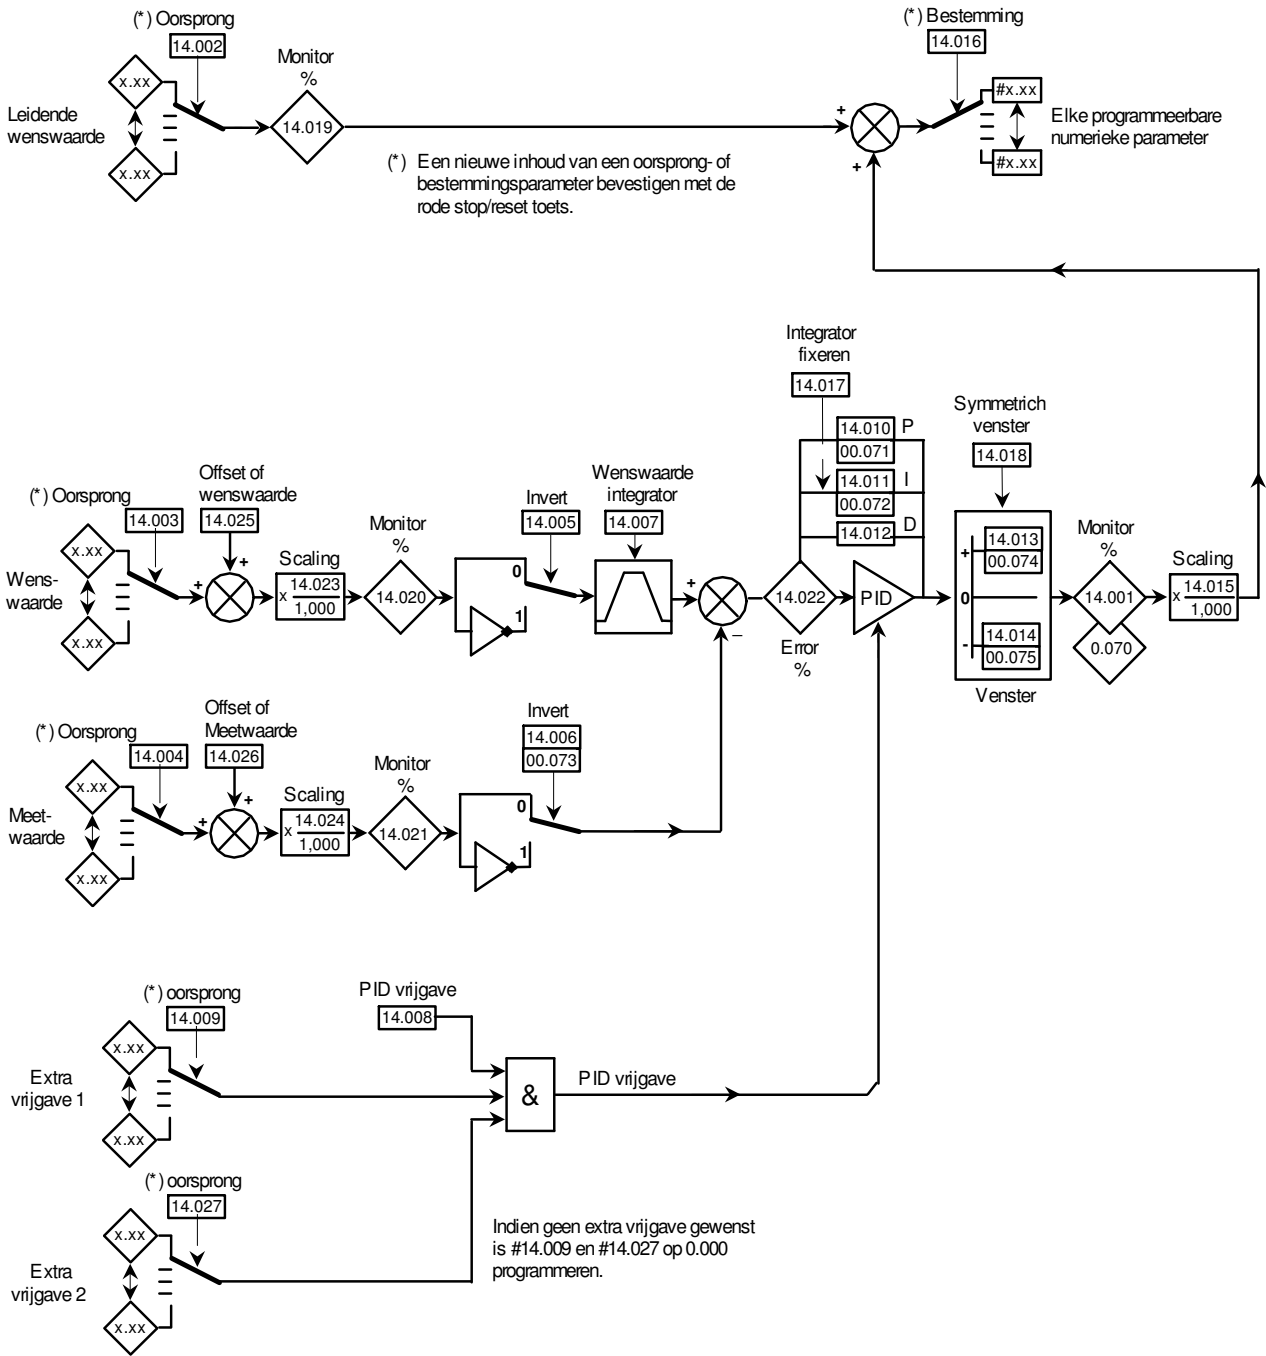 (*) Oorsprong
14.002
x.xx
Leidende
wenswaarde
x.xx
Monitor
%
14.019
+
+
(*) Bestemming
14.016
#x.xx
#x.xx
Elke programmeerbare
numerieke parameter
(*) Een nieuwe inhoud van een oorsprong- of
bestemmingsparameter bevestigen met de
rode stop/reset toets.
(*) Oorsprong
14.003
x.xx
Wens-
waarde
x.xx
Offset of
wenswaarde
14.025
+
+
Scaling
x 14.023
1,000
Monitor
%
14.020
Invert
14.005
0
1
Wenswaarde
integrator
14.007
+
−
Integrator
fixeren
14.017
14.010 P
00.071
14.011 I
00.072
14.012 D
14.022
Error
%
PID
Symmetrich
venster
14.018
+
14.013
00.074
0
-
14.014
00.075
Venster
Monitor
%
14.001
0.070
Scaling
x 14.015
1,000
(*) Oorsprong
14.004
x.xx
Meet-
waarde
x.xx
Offset of
Meetwaarde
14.026
+
+
Scaling
x 14.024
1,000
Monitor
%
14.021
Invert
14.006
00.073
0
1
(*) oorsprong
14.009
x.xx
Extra
vrijgave 1
x.xx
PID vrijgave
14.008
&
PID vrijgave
(*) oorsprong
14.027
x.xx
Extra
vrijgave 2
x.xx
Indien geen extra vrijgave gewenst
is #14.009 en #14.027 op 0.000
programmeren.